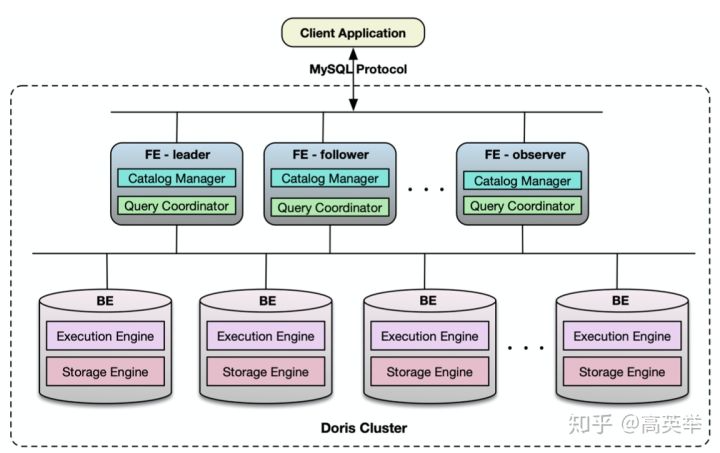 Client Application
MySQL Protocol
FE - leader
FE - follower
FE - observer
Catalog Manager
Catalog Manager
Catalog Manager
Query Coordinator
Query Coordinator
Query Coordinator
. . .
BE
BE
BE
BE
Execution Engine
Execution Engine
Execution Engine
Execution Engine
. . .
Storage Engine
Storage Engine
Storage Engine
Storage Engine
Doris Cluster
知乎 @高英举